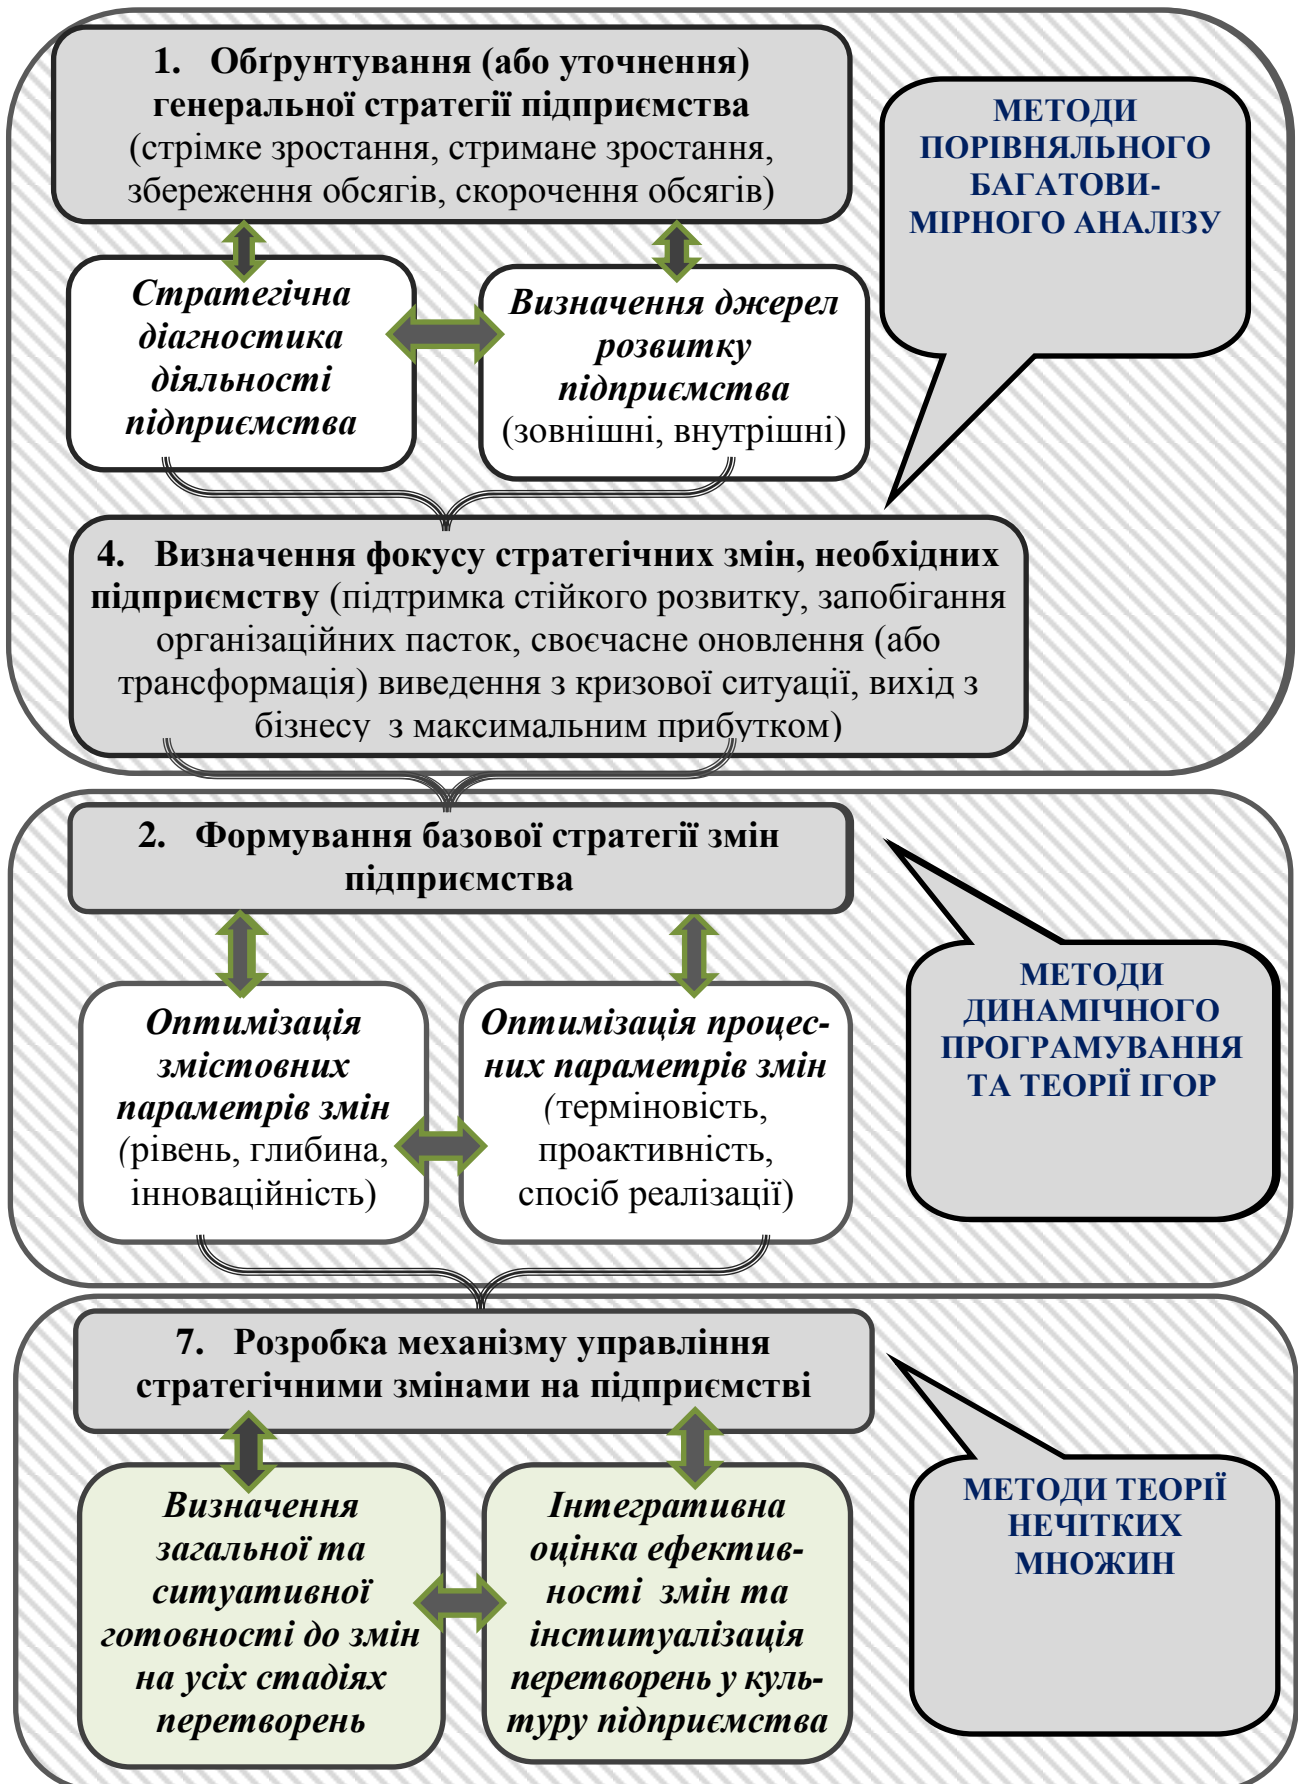 1. Обґрунтування (або уточнення)
генеральної стратегії підприємства
(стрімке зростання, стримане зростання,
збереження обсягів, скорочення обсягів)
МЕТОДИ
ПОРІВНЯЛЬНОГО
БАГАТОВИ-
МІРНОГО АНАЛІЗУ
Стратегічна
діагностика
діяльності
підприємства
Визначення джерел
розвитку
підприємства
(зовнішні, внутрішні)
4. Визначення фокусу стратегічних змін, необхідних
підприємству (підтримка стійкого розвитку, запобігання
організаційних пасток, своєчасне оновлення (або
трансформація) виведення з кризової ситуації, вихід з
бізнесу з максимальним прибутком)
2. Формування базової стратегії змін
підприємства
МЕТОДИ
ДИНАМІЧНОГО
ПРОГРАМУВАННЯ
ТА ТЕОРІЇ ІГОР
Оптимізація
змістовних
параметрів змін
(рівень, глибина,
інноваційність)
Оптимізація процес-
них параметрів змін
(терміновість,
проактивність,
спосіб реалізації)
7. Розробка механізму управління
стратегічними змінами на підприємстві
МЕТОДИ ТЕОРІЇ
НЕЧІТКИХ
МНОЖИН
Визначення
загальної та
ситуативної
готовності до змін
на усіх стадіях
перетворень
Інтегративна
оцінка ефектив-
ності змін та
інституалізація
перетворень у куль-
туру підприємства